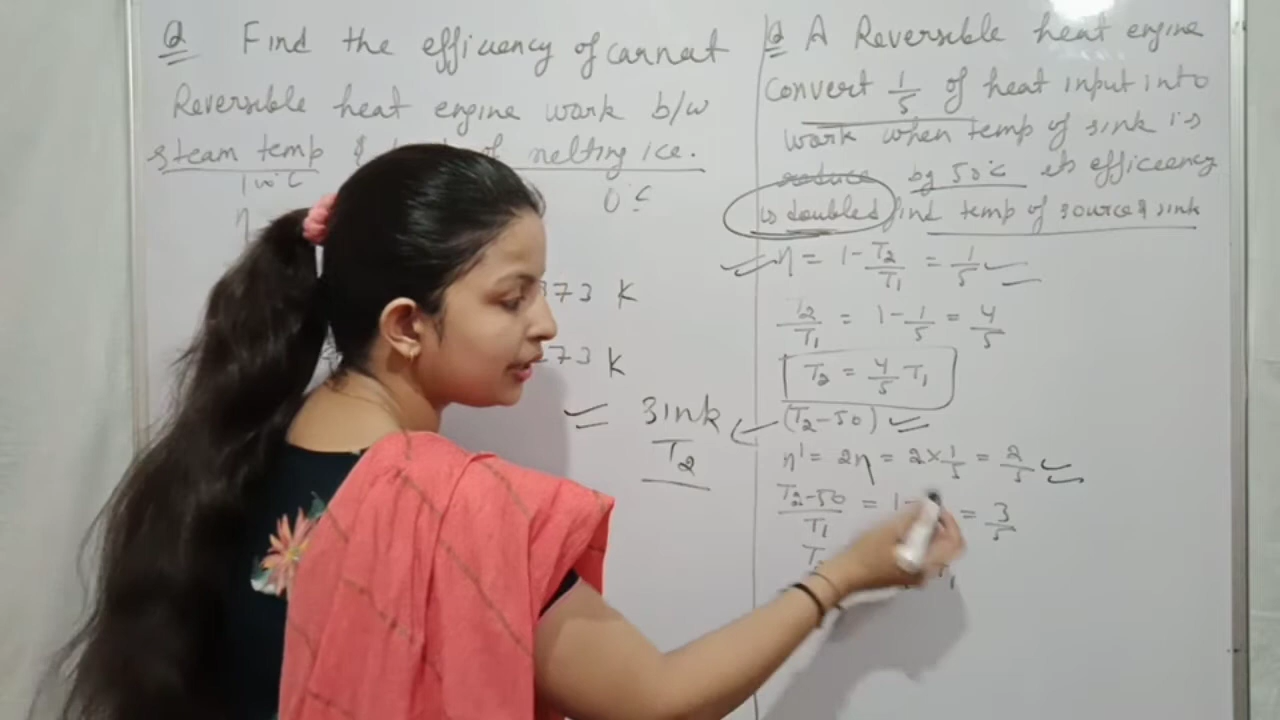 Q Find the efficiency of carnot
Reversible heat engine work b/w
steam temp & of melting ice.
100°C 0°C
η
373 K
273 K
= sink
T₂
Q A Reversible heat engine
convert 1/5 of heat input into
work when temp of sink is
reduce by 50°C its efficiency
is doubled find temp of source & sink
η = 1 - T₂/T₁ = 1/5
T₂/T₁ = 1 - 1/5 = 4/5
T₂ = 4/5 T₁
(T₂ - 50)
η' = 2η = 2 × 1/5 = 2/5
T₂-50/T₁ = 1 - = 3/5
T T₁